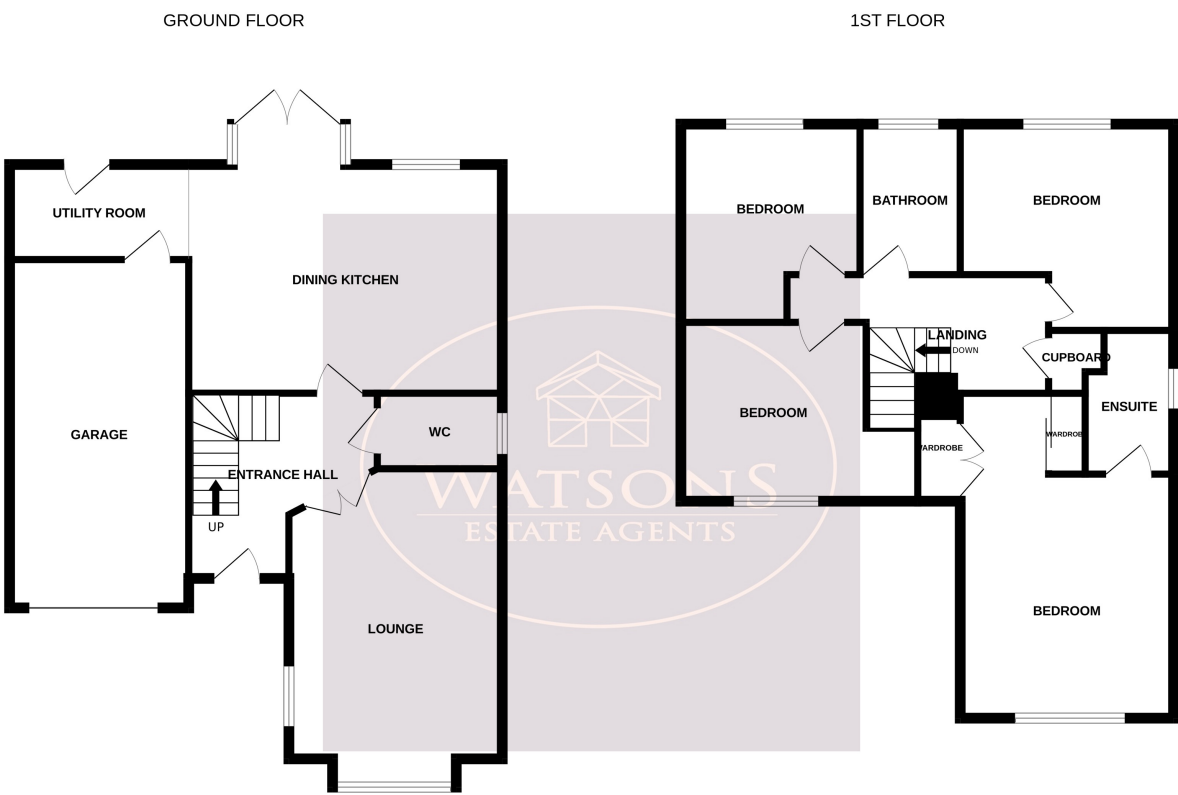 GROUND FLOOR
UTILITY ROOM
DINING KITCHEN
GARAGE
WC
ENTRANCE HALL
UP
LOUNGE
1ST FLOOR
BEDROOM
BATHROOM
BEDROOM
LANDING
DOWN
CUPBOARD
BEDROOM
ENSUITE
WARDROBE
WARDROBE
BEDROOM
WATSONS
ESTATE AGENTS